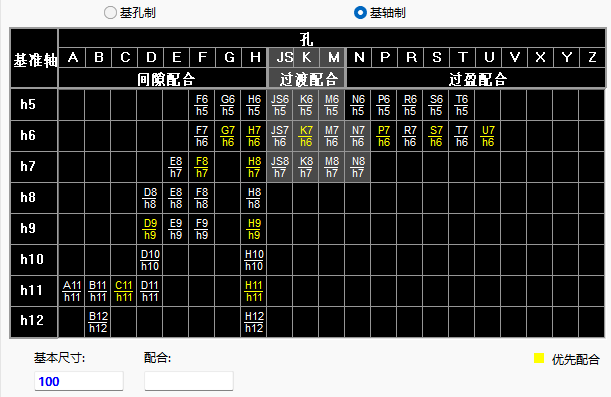 基孔制 基轴制
孔
基准轴 A B C D E F G H JS K M N P R S T U V X Y Z
间隙配合 过渡配合 过盈配合
h5 F6/h5 G6/h5 H6/h5 JS6/h5 K6/h5 M6/h5 N6/h5 P6/h5 R6/h5 S6/h5 T6/h5
h6 F7/h6 G7/h6 H7/h6 JS7/h6 K7/h6 M7/h6 N7/h6 P7/h6 R7/h6 S7/h6 T7/h6 U7/h6
h7 E8/h7 F8/h7 H8/h7 JS8/h7 K8/h7 M8/h7 N8/h7
h8 D8/h8 E8/h8 F8/h8 H8/h8
h9 D9/h9 E9/h9 F9/h9 H9/h9
h10 D10/h10 H10/h10
h11 A11/h11 B11/h11 C11/h11 D11/h11 H11/h11
h12 B12/h12 H12/h12
基本尺寸: 配合: 优先配合
100